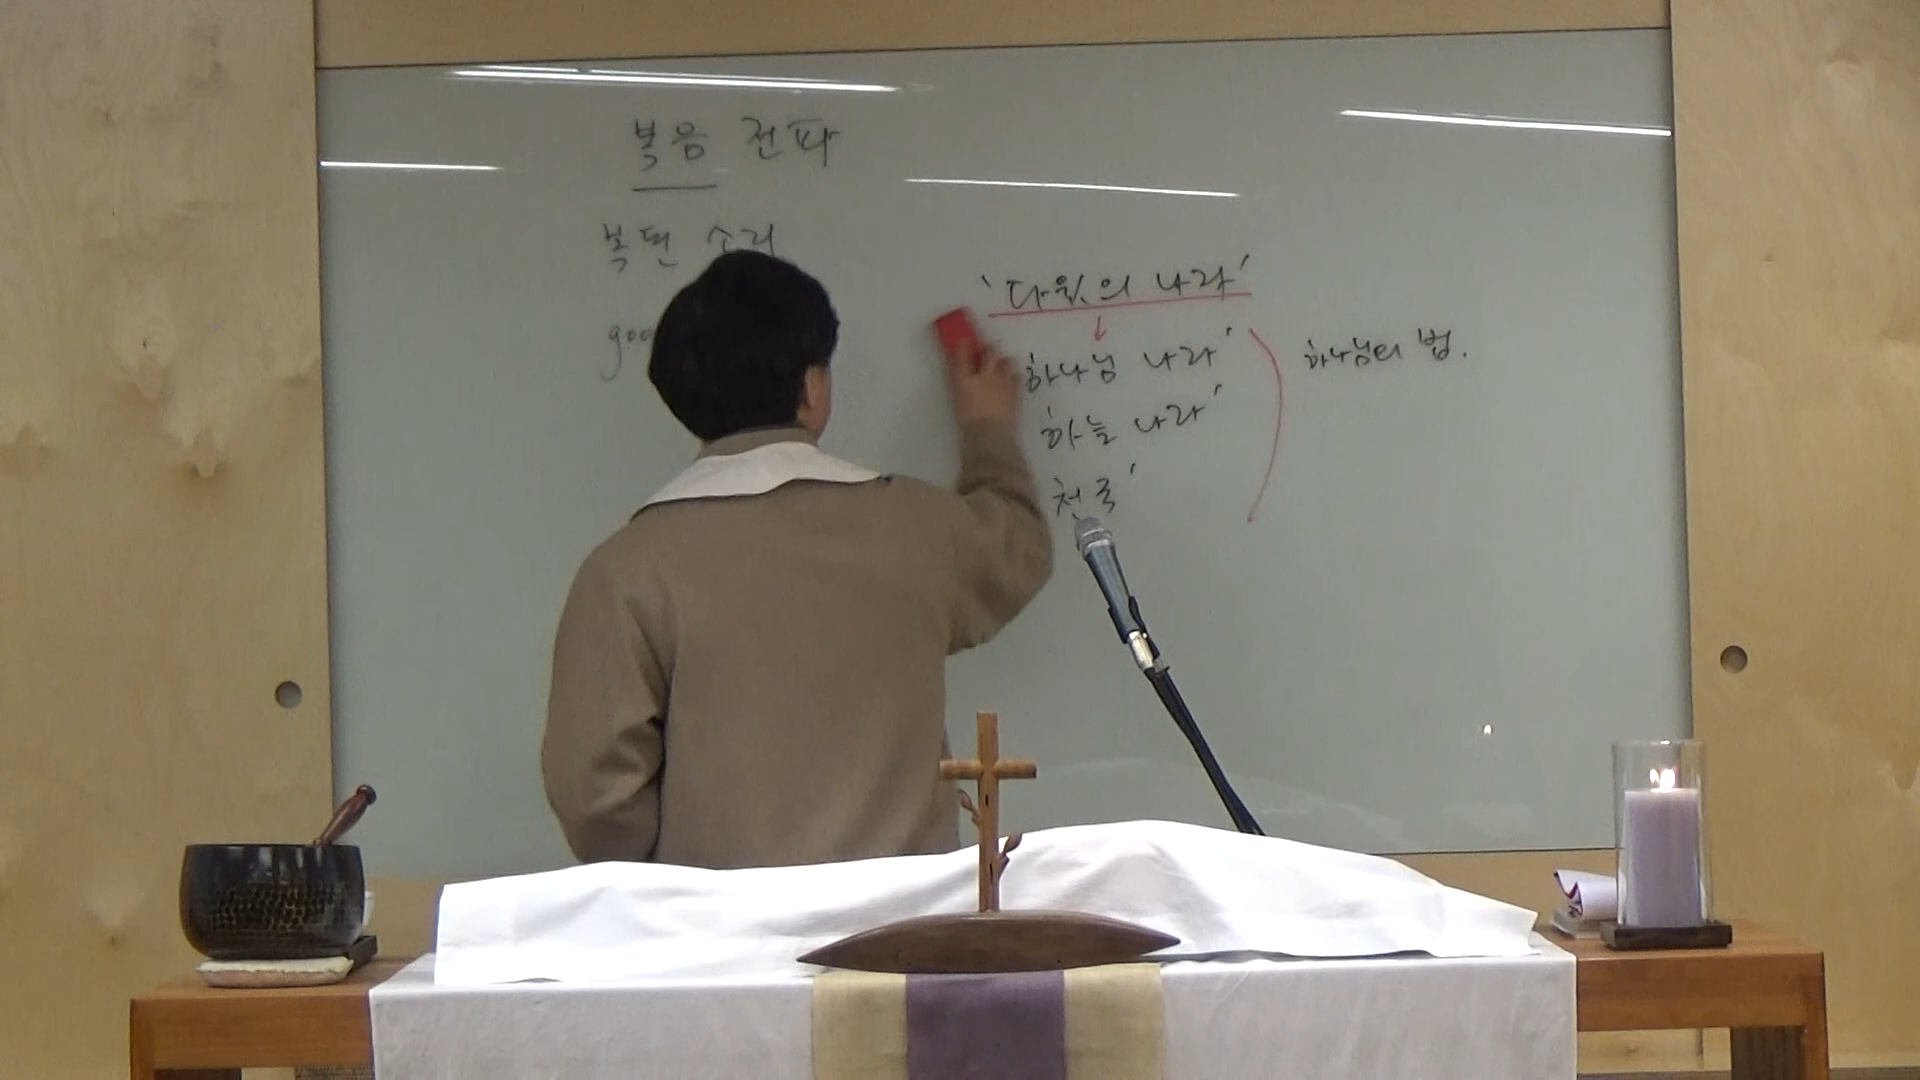 복음 전파
복된 소리
goo
'다윗의 나라'
하나님 나라'
하늘 나라'
천국'
하나님의 법.